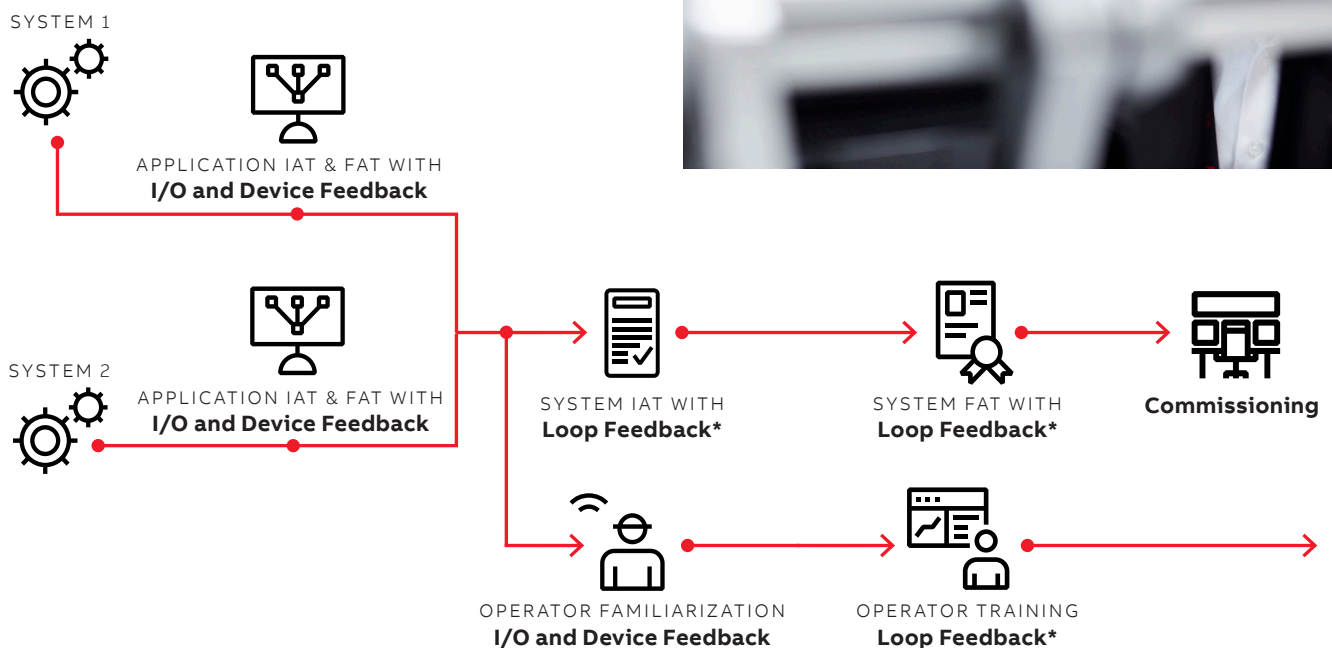 SYSTEM 1
APPLICATION IAT & FAT WITH
I/O and Device Feedback
SYSTEM 2
APPLICATION IAT & FAT WITH
I/O and Device Feedback
SYSTEM IAT WITH
Loop Feedback*
SYSTEM FAT WITH
Loop Feedback*
Commissioning
OPERATOR FAMILIARIZATION
I/O and Device Feedback
OPERATOR TRAINING
Loop Feedback*